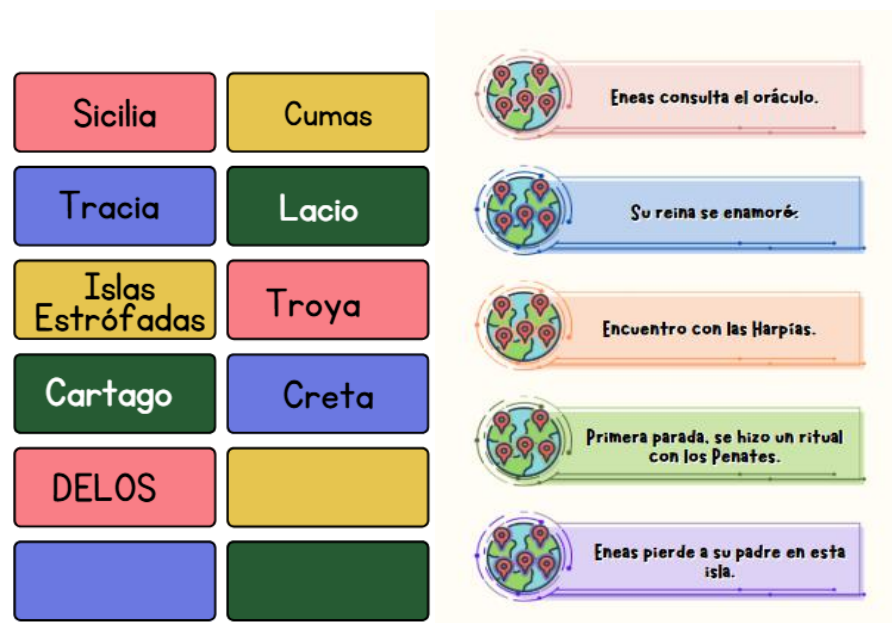 Sicilia
Cumas
Tracia
Lacio
Islas
Estrófadas
Troya
Cartago
Creta
DELOS
Eneas consulta el oráculo.
Su reina se enamoró.
Encuentro con las Harpías.
Primera parada, se hizo un ritual
con los Penates.
Eneas pierde a su padre en esta
isla.